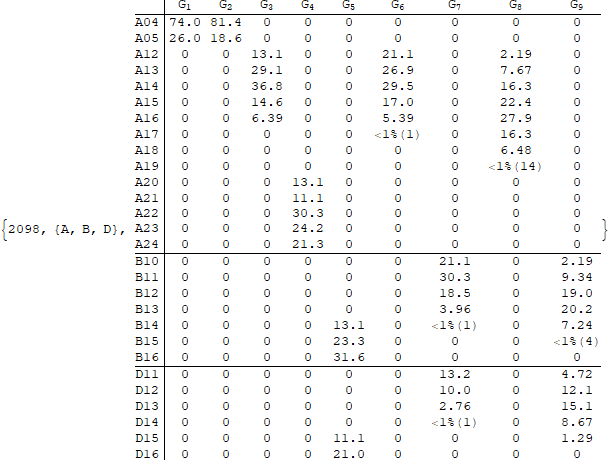 G1 G2 G3 G4 G5 G6 G7 G8 G9
A04 74.0 81.4 0 0 0 0 0 0 0
A05 26.0 18.6 0 0 0 0 0 0 0
A12 0 0 13.1 0 0 21.1 0 2.19 0
A13 0 0 29.1 0 0 26.9 0 7.67 0
A14 0 0 36.8 0 0 29.5 0 16.3 0
A15 0 0 14.6 0 0 17.0 0 22.4 0
A16 0 0 6.39 0 0 5.39 0 27.9 0
A17 0 0 0 0 0 <1%(1) 0 16.3 0
A18 0 0 0 0 0 0 0 6.48 0
A19 0 0 0 0 0 0 0 <1%(14) 0
A20 0 0 0 13.1 0 0 0 0 0
A21 0 0 0 11.1 0 0 0 0 0
A22 0 0 0 30.3 0 0 0 0 0
{2098, {A, B, D}, A23 0 0 0 24.2 0 0 0 0 0 }
A24 0 0 0 21.3 0 0 0 0 0
B10 0 0 0 0 0 0 21.1 0 2.19
B11 0 0 0 0 0 0 30.3 0 9.34
B12 0 0 0 0 0 0 18.5 0 19.0
B13 0 0 0 0 0 0 3.96 0 20.2
B14 0 0 0 0 13.1 0 <1%(1) 0 7.24
B15 0 0 0 0 23.3 0 0 0 <1%(4)
B16 0 0 0 0 31.6 0 0 0 0
D11 0 0 0 0 0 0 13.2 0 4.72
D12 0 0 0 0 0 0 10.0 0 12.1
D13 0 0 0 0 0 0 2.76 0 15.1
D14 0 0 0 0 0 0 <1%(1) 0 8.67
D15 0 0 0 0 11.1 0 0 0 1.29
D16 0 0 0 0 21.0 0 0 0 0